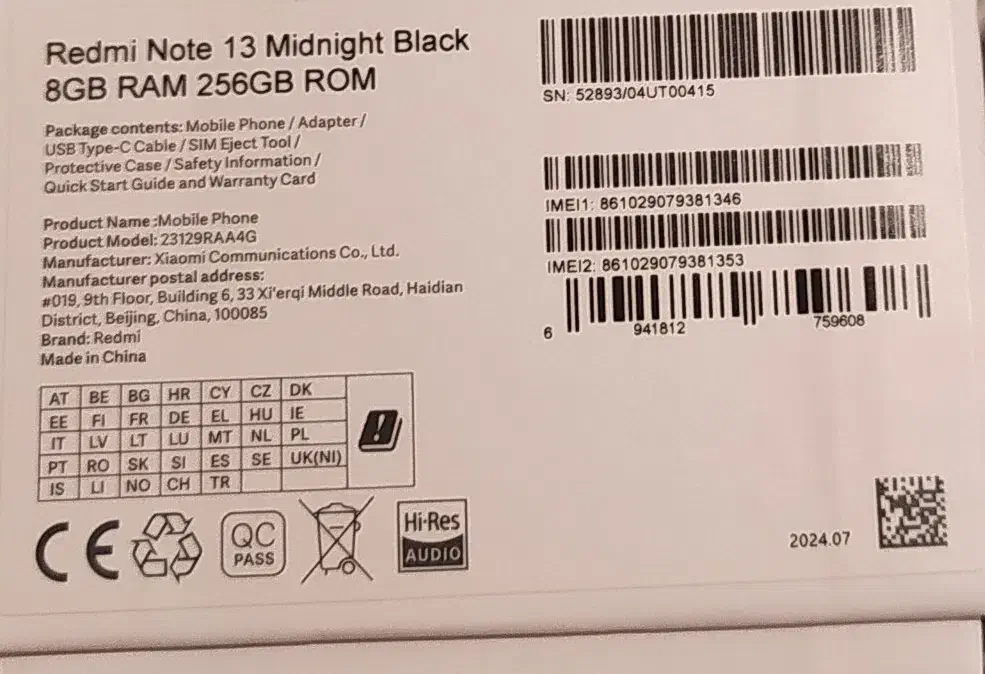 Redmi Note 13 Midnight Black
8GB RAM 256GB ROM
Package contents: Mobile Phone / Adapter /
USB Type-C Cable / SIM Eject Tool /
Protective Case / Safety Information /
Quick Start Guide and Warranty Card
Product Name :Mobile Phone
Product Model: 23129RAA4G
Manufacturer: Xiaomi Communications Co., Ltd.
Manufacturer postal address:
#019, 9th Floor, Building 6, 33 Xi'erqi Middle Road, Haidian
District, Beijing, China, 100085
Brand: Redmi
Made in China
AT BE BG HR CY CZ DK
EE FI FR DE EL HU IE
IT LV LT LU MT NL PL
PT RO SK SI ES SE UK(NI)
IS LI NO CH TR
CE
QC
PASS
Hi-Res
AUDIO
SN: 52893/04UT00415
IMEI1: 861029079381346
IMEI2: 861029079381353
6 941812 759608
2024.07